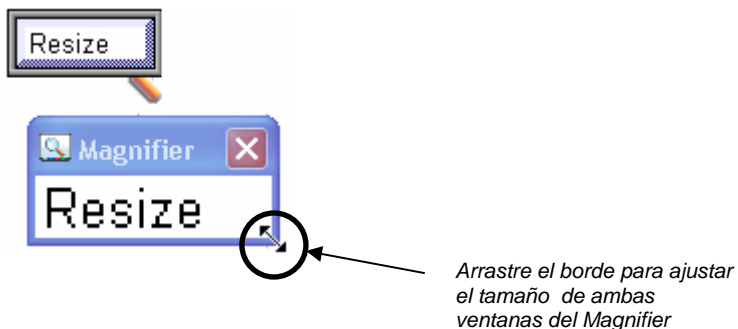 Resize
Magnifier
Resize
Arrastre el borde para ajustar
el tamaño de ambas
ventanas del Magnifier